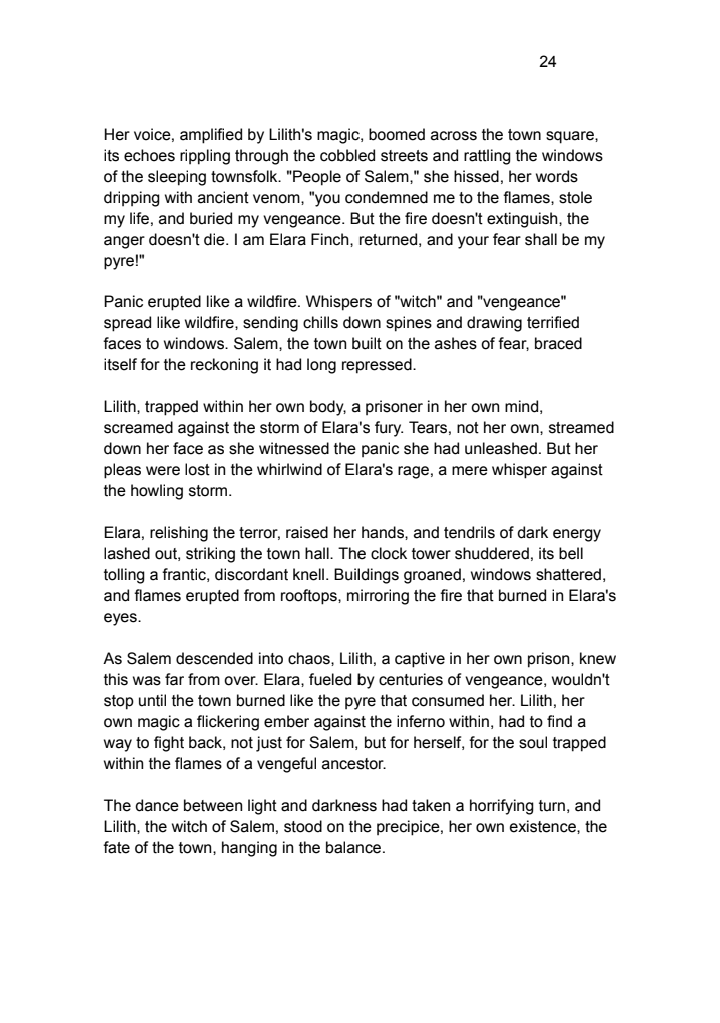 24
Her voice, amplified by Lilith's magic, boomed across the town square,
its echoes rippling through the cobbled streets and rattling the windows
of the sleeping townsfolk. "People of Salem," she hissed, her words
dripping with ancient venom, "you condemned me to the flames, stole
my life, and buried my vengeance. But the fire doesn't extinguish, the
anger doesn't die. I am Elara Finch, returned, and your fear shall be my
pyre!"
Panic erupted like a wildfire. Whispers of "witch" and "vengeance"
spread like wildfire, sending chills down spines and drawing terrified
faces to windows. Salem, the town built on the ashes of fear, braced
itself for the reckoning it had long repressed.
Lilith, trapped within her own body, a prisoner in her own mind,
screamed against the storm of Elara's fury. Tears, not her own, streamed
down her face as she witnessed the panic she had unleashed. But her
pleas were lost in the whirlwind of Elara's rage, a mere whisper against
the howling storm.
Elara, relishing the terror, raised her hands, and tendrils of dark energy
lashed out, striking the town hall. The clock tower shuddered, its bell
tolling a frantic, discordant knell. Buildings groaned, windows shattered,
and flames erupted from rooftops, mirroring the fire that burned in Elara's
eyes.
As Salem descended into chaos, Lilith, a captive in her own prison, knew
this was far from over. Elara, fueled by centuries of vengeance, wouldn't
stop until the town burned like the pyre that consumed her. Lilith, her
own magic a flickering ember against the inferno within, had to find a
way to fight back, not just for Salem, but for herself, for the soul trapped
within the flames of a vengeful ancestor.
The dance between light and darkness had taken a horrifying turn, and
Lilith, the witch of Salem, stood on the precipice, her own existence, the
fate of the town, hanging in the balance.